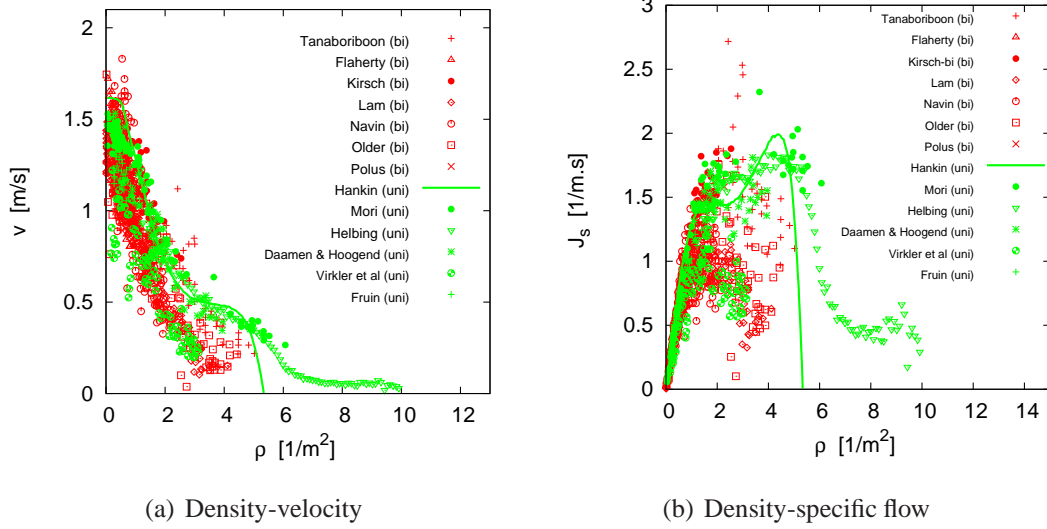 2
1.5
1
0.5
0
0 2 4 6 8 10 12
v [m/s]
ρ [1/m²]
Tanaboriboon (bi)
Flaherty (bi)
Kirsch (bi)
Lam (bi)
Navin (bi)
Older (bi)
Polus (bi)
Hankin (uni)
Mori (uni)
Helbing (uni)
Daamen & Hoogend (uni)
Virkler et al (uni)
Fruin (uni)
(a) Density-velocity
3
2.5
2
1.5
1
0.5
0
0 2 4 6 8 10 12 14
Js [1/m.s]
ρ [1/m²]
Tanaboriboon (bi)
Flaherty (bi)
Kirsch-bi (bi)
Lam (bi)
Navin (bi)
Older (bi)
Polus (bi)
Hankin (uni)
Mori (uni)
Helbing (uni)
Daamen & Hoogend (uni)
Virkler et al (uni)
Fruin (uni)
(b) Density-specific flow